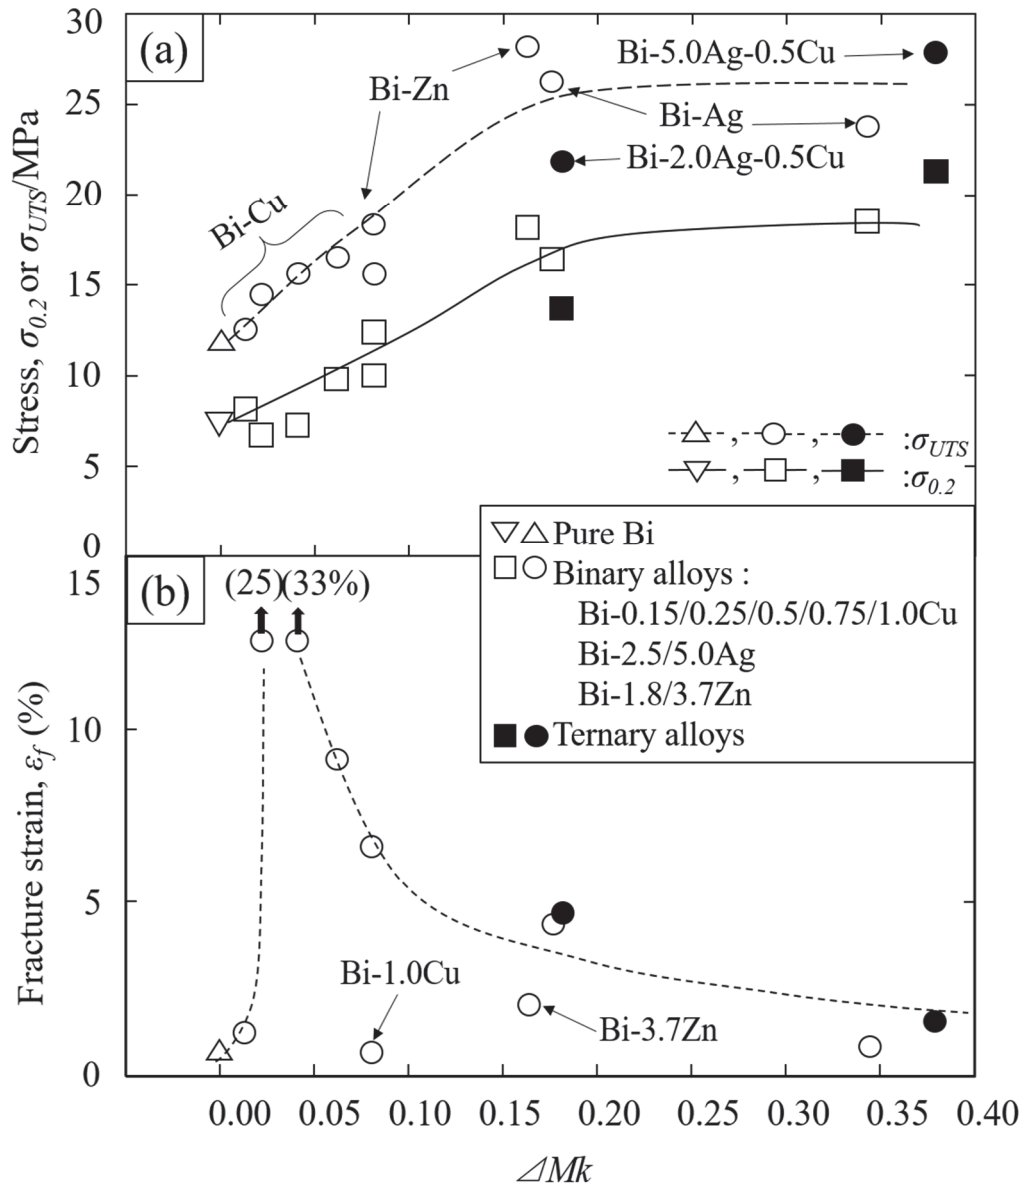 (a)
Stress, σ0.2 or σUTS/MPa
30
25
20
15
10
5
0
Bi-Zn
Bi-5.0Ag-0.5Cu
Bi-Ag
Bi-2.0Ag-0.5Cu
Bi-Cu
, , :σUTS
, , :σ0.2
Pure Bi
Binary alloys :
Bi-0.15/0.25/0.5/0.75/1.0Cu
Bi-2.5/5.0Ag
Bi-1.8/3.7Zn
Ternary alloys
(b)
(25) (33%)
Fracture strain, εf (%)
15
10
5
0
Bi-1.0Cu
Bi-3.7Zn
0.00 0.05 0.10 0.20 0.25 0.30 0.35 0.40
⊿Mk